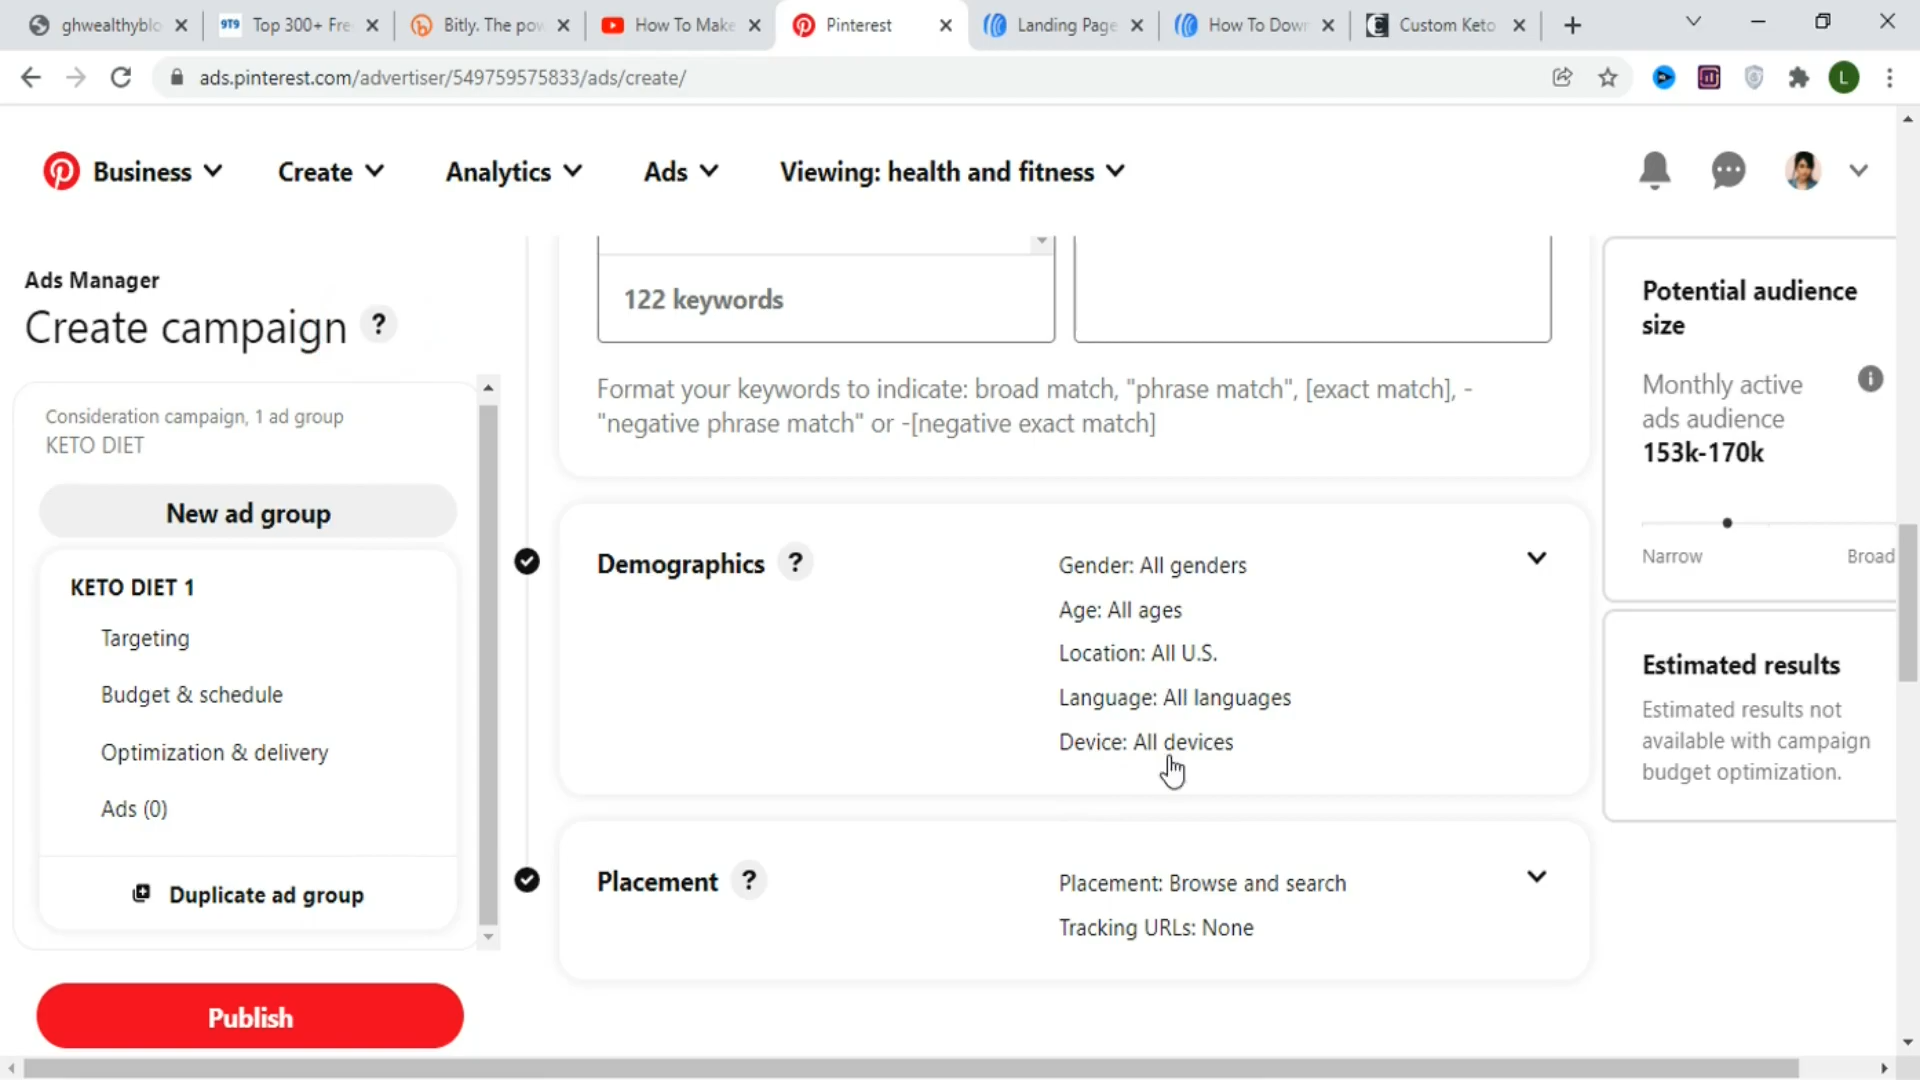 ghwealthyblo
9T9 Top 300+ Fre
Bitly. The pow
How To Make
Pinterest
Landing Page
How To Down
Custom Keto
ads.pinterest.com/advertiser/549759575833/ads/create/
L
Business
Create
Analytics
Ads
Viewing: health and fitness
Ads Manager
Create campaign ?
Consideration campaign, 1 ad group
KETO DIET
New ad group
KETO DIET 1
Targeting
Budget & schedule
Optimization & delivery
Ads (0)
Duplicate ad group
Publish
122 keywords
Format your keywords to indicate: broad match, "phrase match", [exact match], -
"negative phrase match" or -[negative exact match]
Demographics ?
Gender: All genders
Age: All ages
Location: All U.S.
Language: All languages
Device: All devices
Placement ?
Placement: Browse and search
Tracking URLs: None
Potential audience
size
Monthly active
ads audience
153k-170k
Narrow
Broad
Estimated results
Estimated results not
available with campaign
budget optimization.